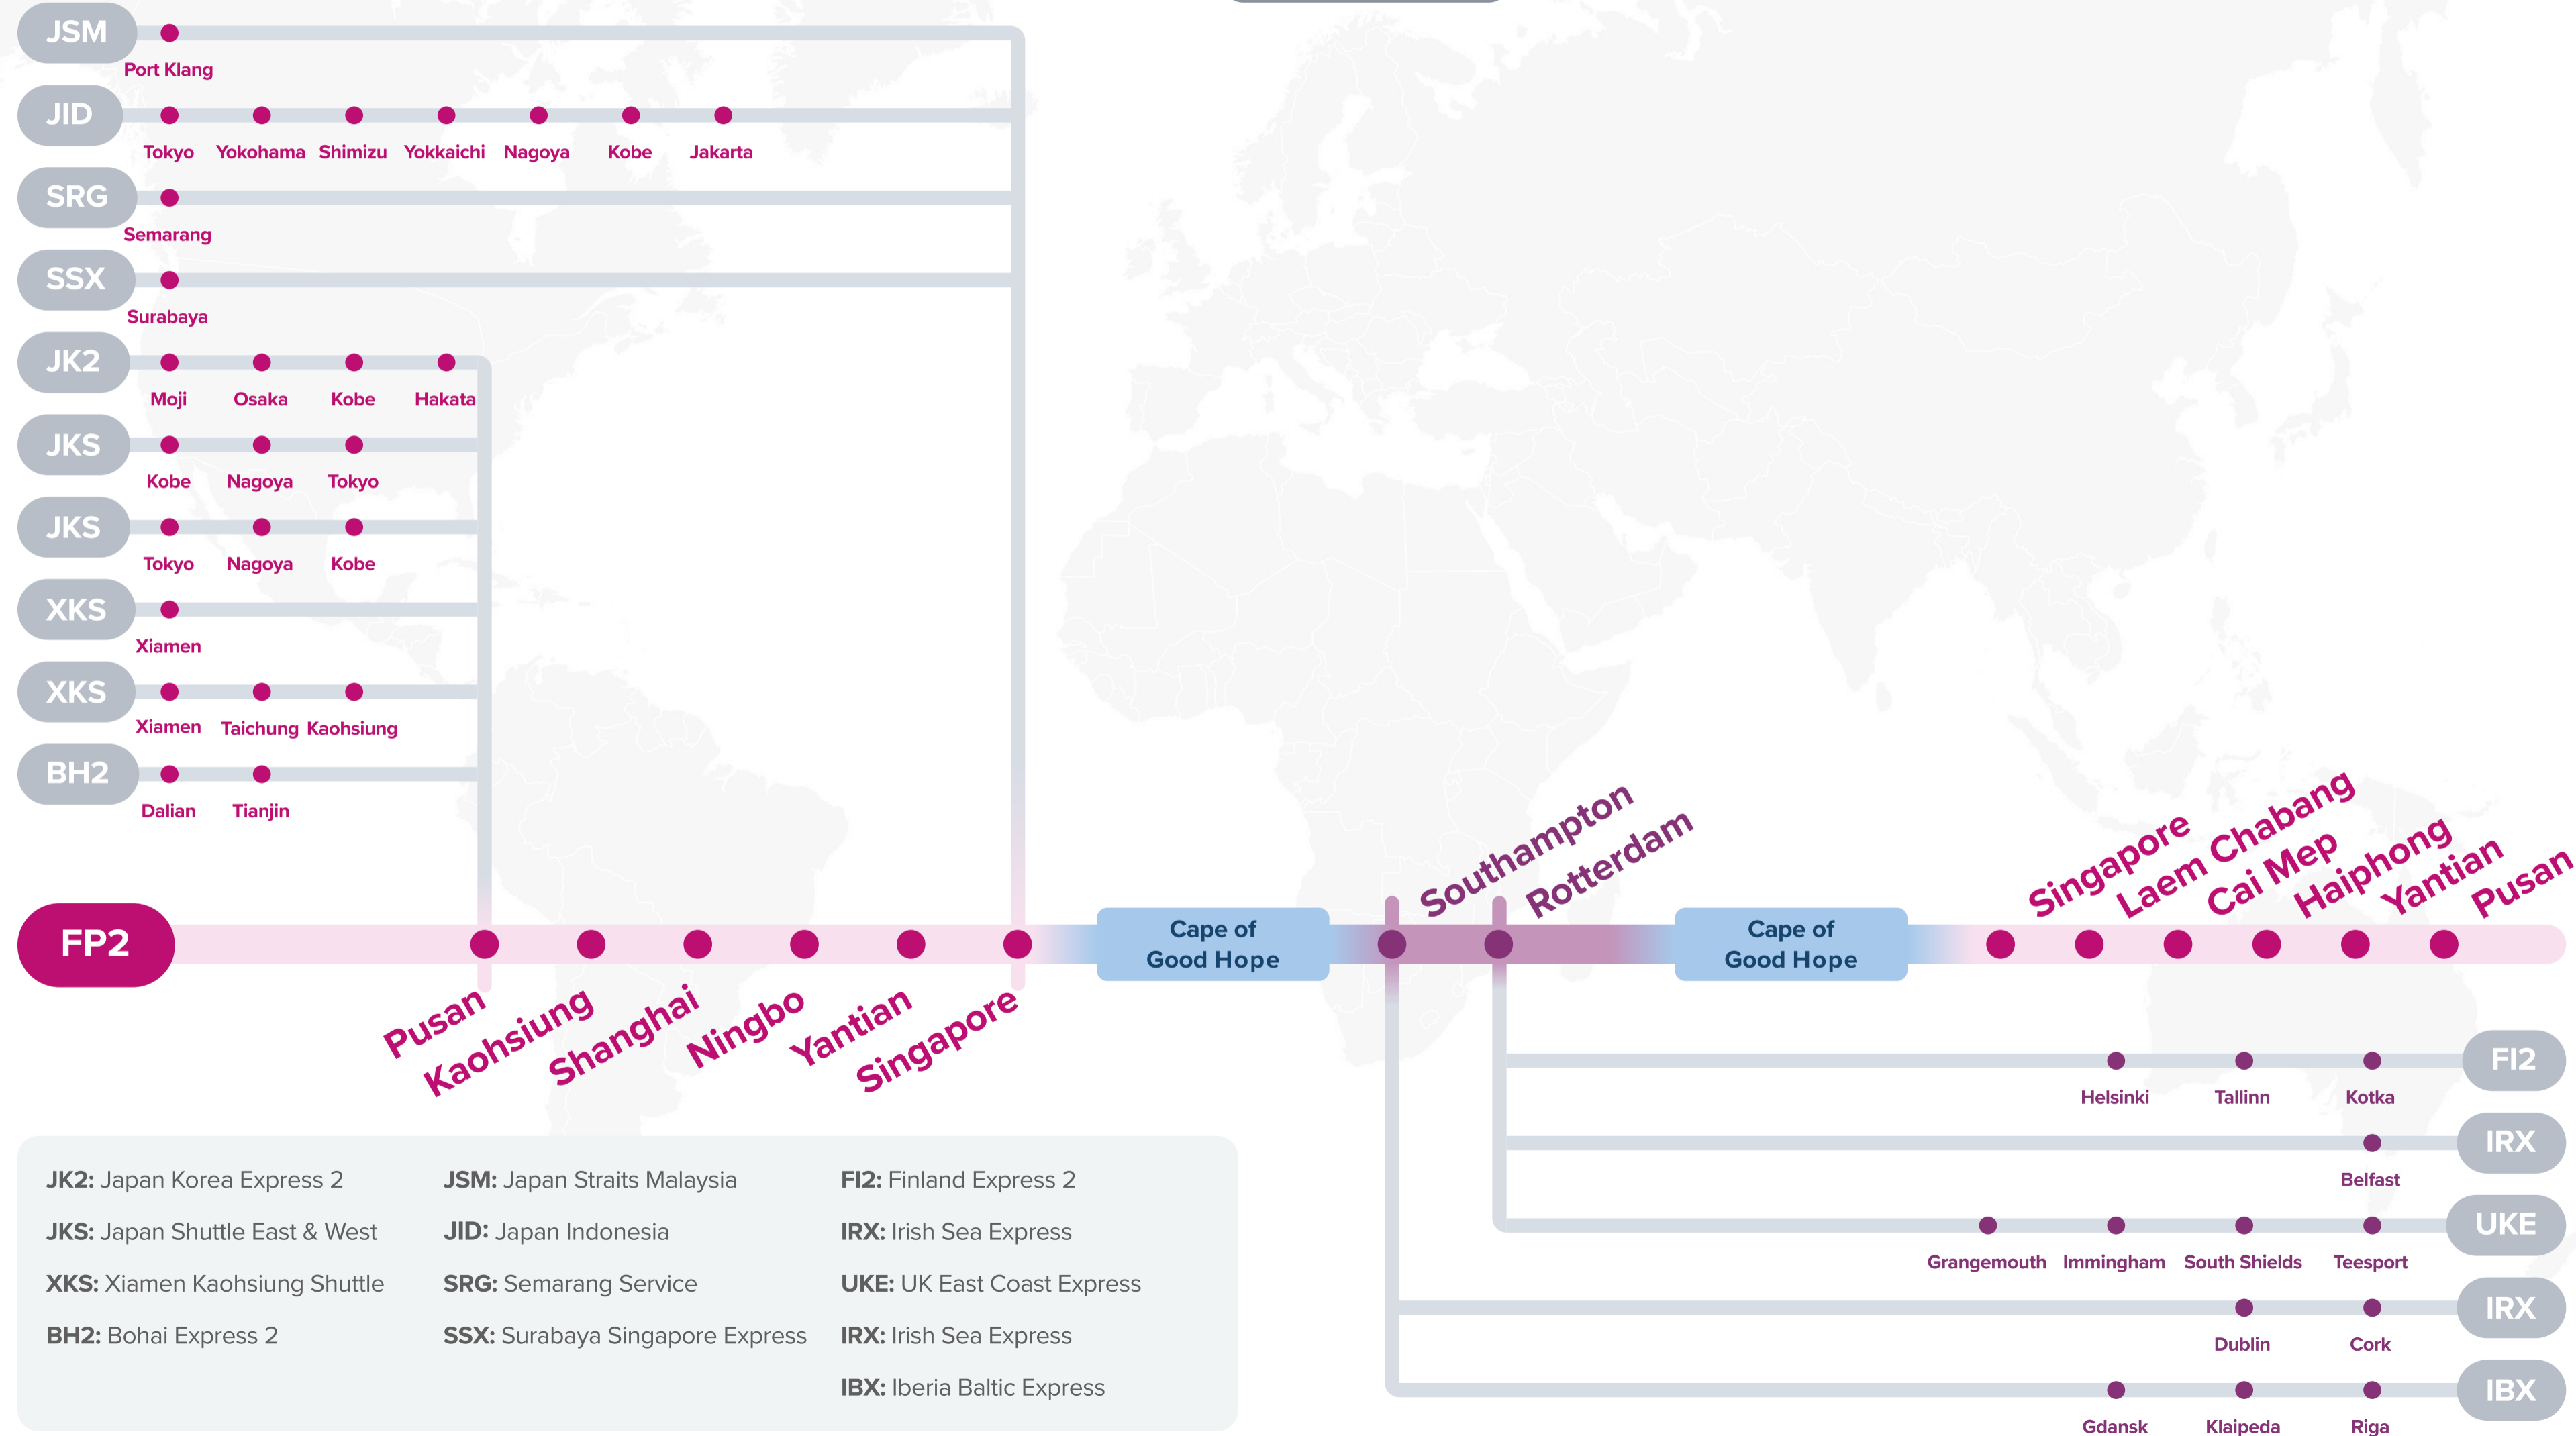 JSM
Port Klang
JID
Tokyo Yokohama Shimizu Yokkaichi Nagoya Kobe Jakarta
SRG
Semarang
SSX
Surabaya
JK2
Moji Osaka Kobe Hakata
JKS
Kobe Nagoya Tokyo
JKS
Tokyo Nagoya Kobe
XKS
Xiamen
XKS
Xiamen Taichung Kaohsiung
BH2
Dalian Tianjin
FP2
Pusan
Kaohsiung
Shanghai
Ningbo
Yantian
Singapore
Cape of
Good Hope
Southampton
Rotterdam
Cape of
Good Hope
Singapore
Laem Chabang
Cai Mep
Haiphong
Yantian
Pusan
FI2
Helsinki Tallinn Kotka
IRX
Belfast
UKE
Grangemouth Immingham South Shields Teesport
IRX
Dublin Cork
IBX
Gdansk Klaipeda Riga
JK2: Japan Korea Express 2
JKS: Japan Shuttle East & West
XKS: Xiamen Kaohsiung Shuttle
BH2: Bohai Express 2
JSM: Japan Straits Malaysia
JID: Japan Indonesia
SRG: Semarang Service
SSX: Surabaya Singapore Express
FI2: Finland Express 2
IRX: Irish Sea Express
UKE: UK East Coast Express
IRX: Irish Sea Express
IBX: Iberia Baltic Express